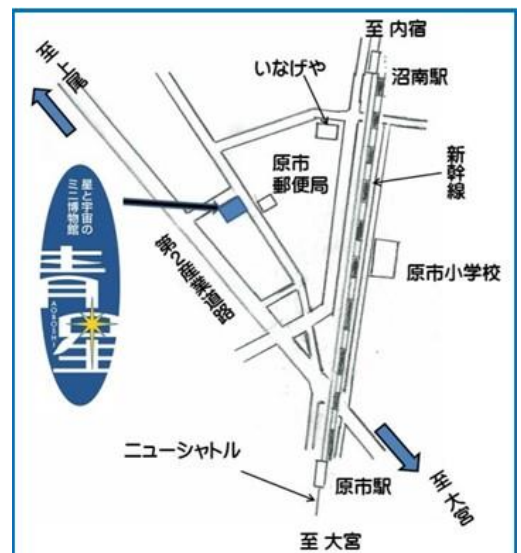 至 内宿
沼南駅
いなげや
至 上尾
新幹線
原市
郵便局
星と宇宙の
ミニ博物館
青星
AOBOSHI
第2産業道路
原市小学校
ニューシャトル
原市駅
至 大宮
至 大宮